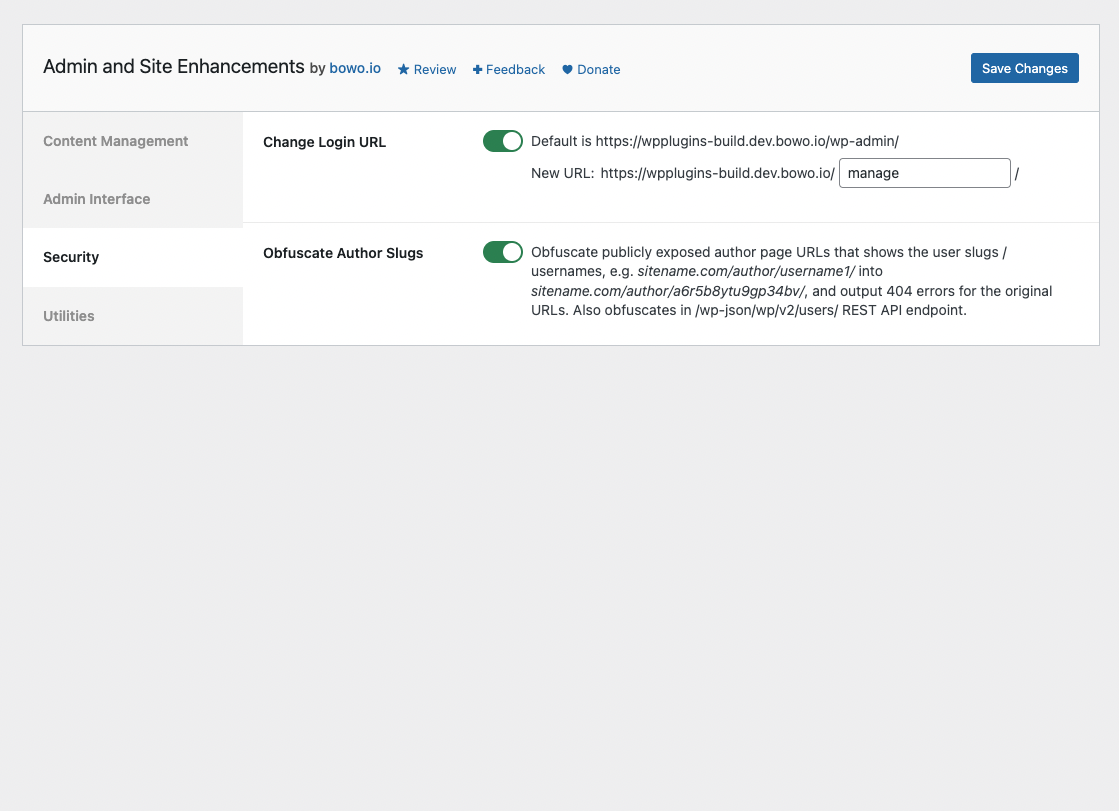 Admin and Site Enhancements by bowo.io Review Feedback Donate
Save Changes
Content Management
Admin Interface
Security
Utilities
Change Login URL
Default is https://wpplugins-build.dev.bowo.io/wp-admin/
New URL: https://wpplugins-build.dev.bowo.io/ manage /
Obfuscate Author Slugs
Obfuscate publicly exposed author page URLs that shows the user slugs /
usernames, e.g. sitename.com/author/username1/ into
sitename.com/author/a6r5b8ytu9gp34bv/, and output 404 errors for the original
URLs. Also obfuscates in /wp-json/wp/v2/users/ REST API endpoint.